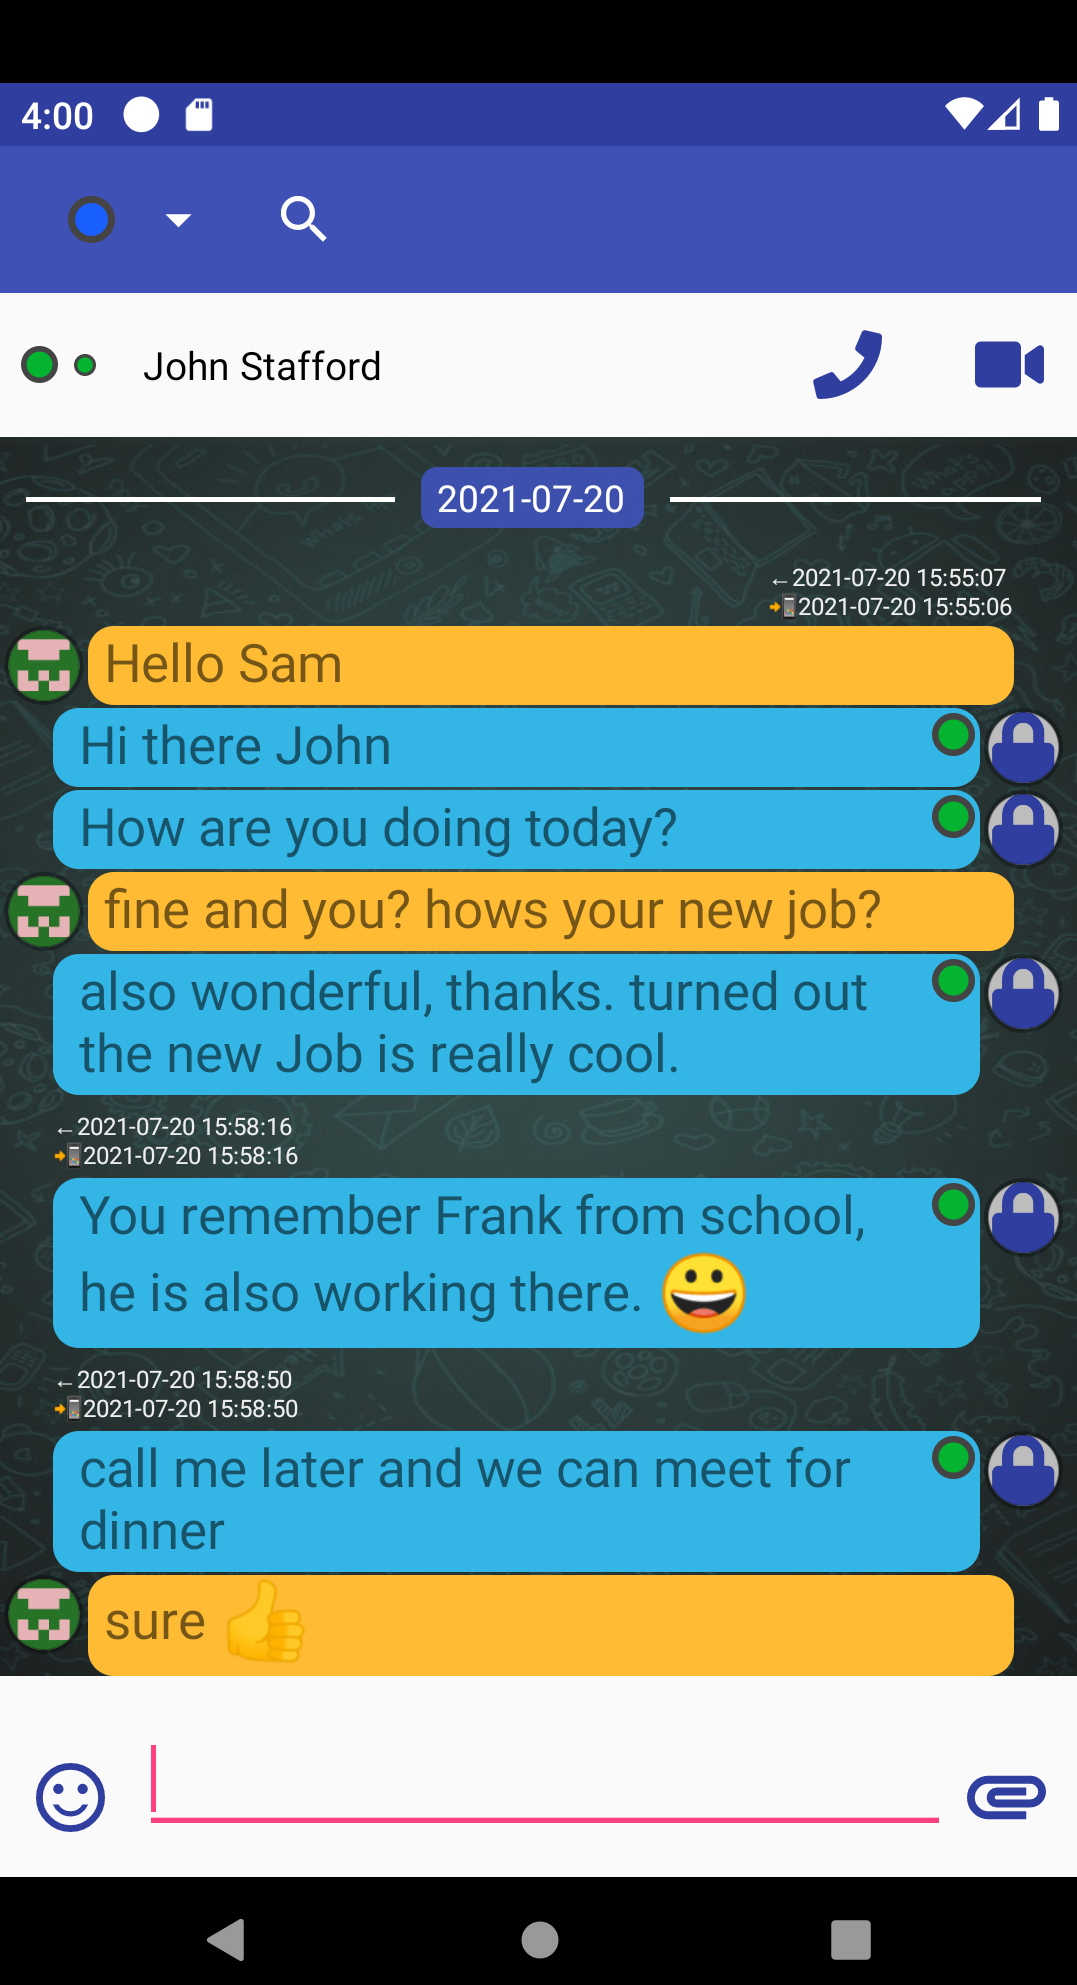 4:00
John Stafford
2021-07-20
←2021-07-20 15:55:07
2021-07-20 15:55:06
Hello Sam
Hi there John
How are you doing today?
fine and you? hows your new job?
also wonderful, thanks. turned out
the new Job is really cool.
←2021-07-20 15:58:16
2021-07-20 15:58:16
You remember Frank from school,
he is also working there. 😀
←2021-07-20 15:58:50
2021-07-20 15:58:50
call me later and we can meet for
dinner
sure 👍